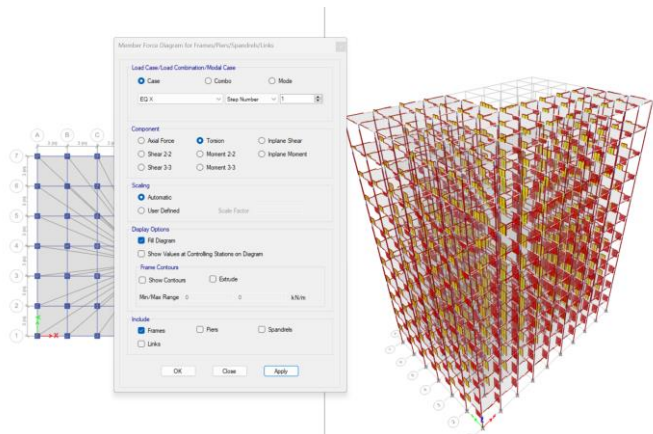 Member Force Diagram for Frames/Piers/Spandrels/Links
Load Case/Load Combination/Modal Case
Case Combo Mode
EQ X Step Number 1
Component
Axial Force Torsion Inplane Shear
Shear 2-2 Moment 2-2 Inplane Moment
Shear 3-3 Moment 3-3
Scaling
Automatic
User Defined Scale Factor
Display Options
Fill Diagram
Show Values at Controlling Stations on Diagram
Frame Contours
Show Contours Extrude
Min/Max Range 0 0 kN/m
Include
Frames Piers Spandrels
Links
OK Close Apply
A B C
7
6
5
4
3
2
1
X